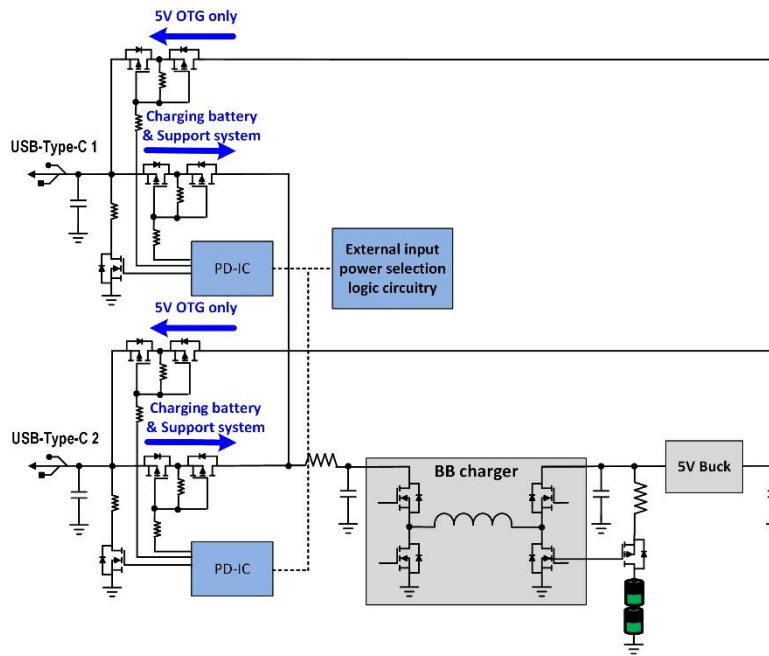 5V OTG only
Charging battery
& Support system
USB-Type-C 1
PD-IC
External input
power selection
logic circuitry
5V OTG only
Charging battery
& Support system
USB-Type-C 2
BB charger
5V Buck
PD-IC